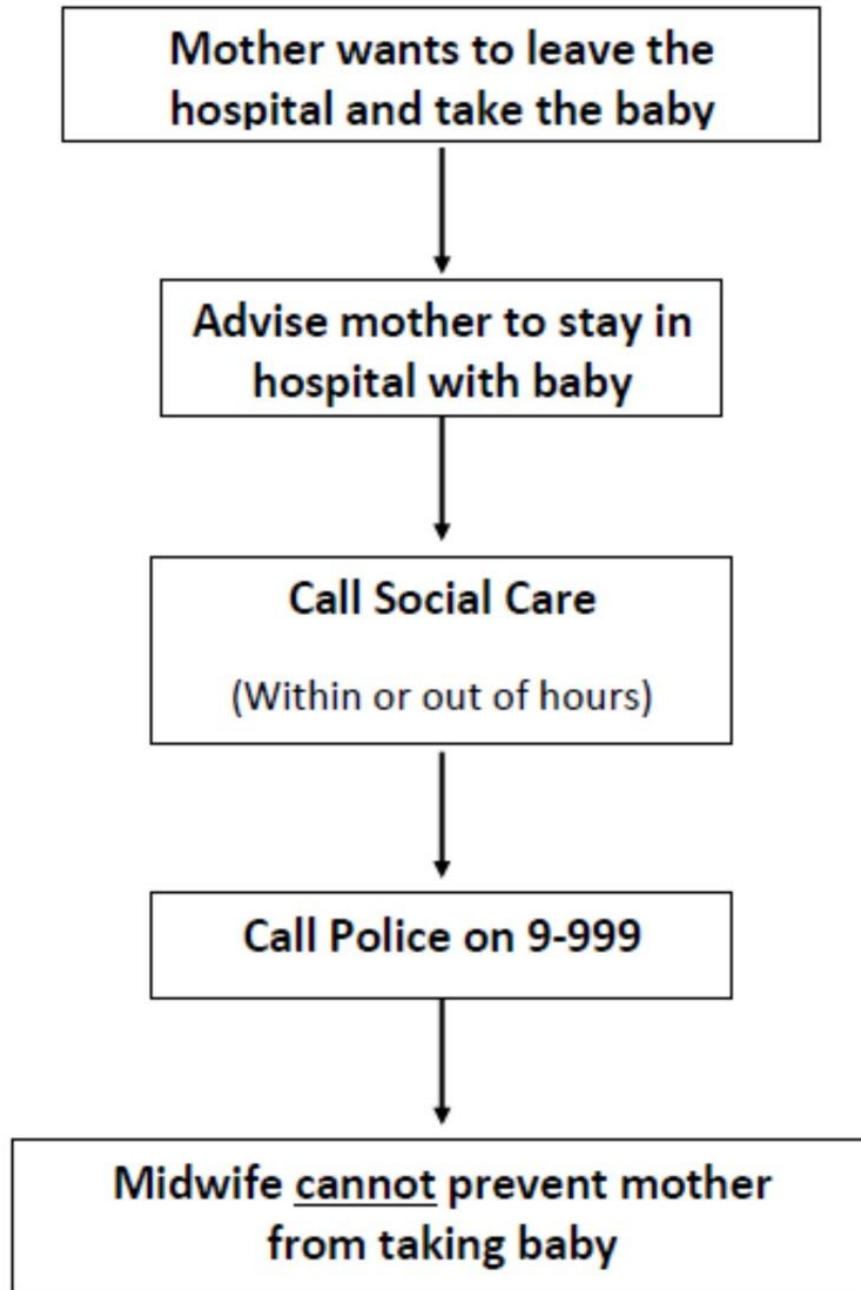 Mother wants to leave the
hospital and take the baby
Advise mother to stay in
hospital with baby
Call Social Care
(Within or out of hours)
Call Police on 9-999
Midwife cannot prevent mother
from taking baby